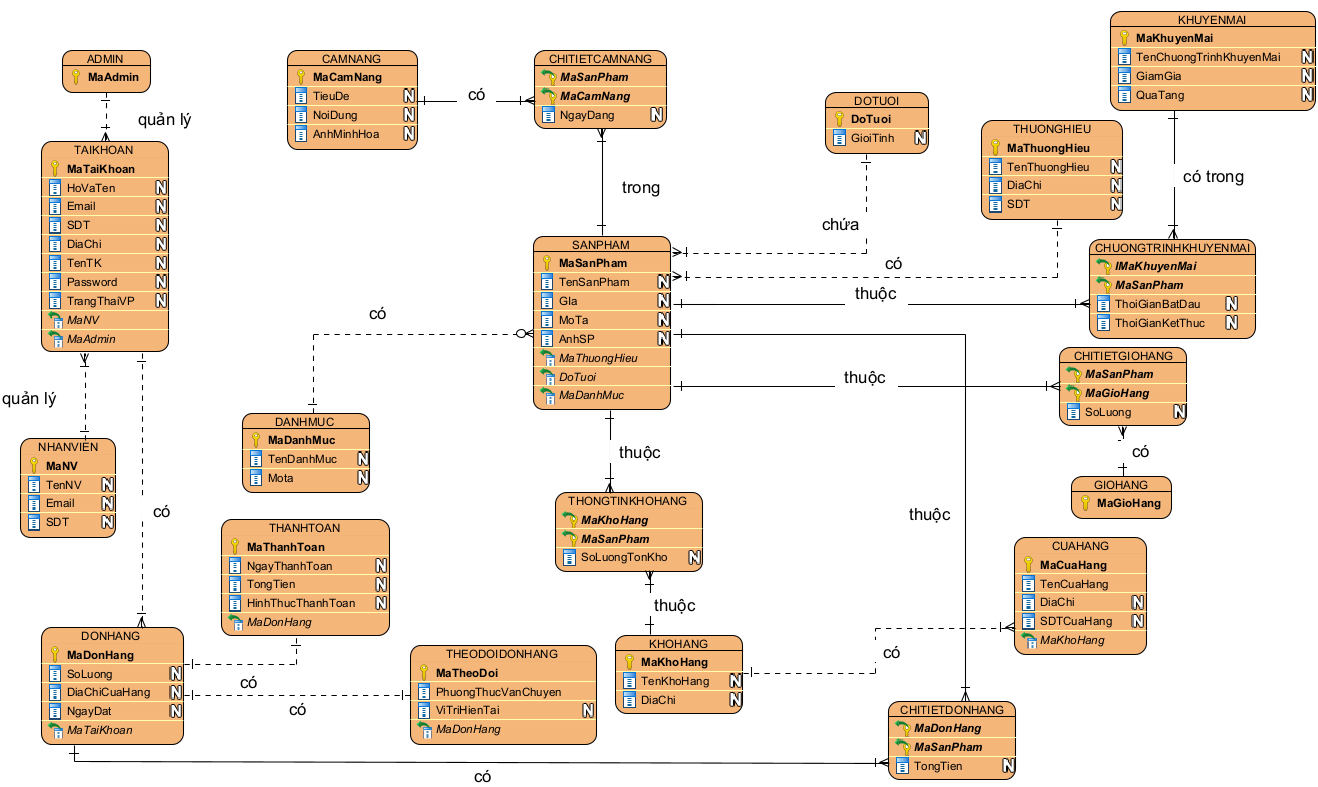 KHUYENMAI
MaKhuyenMai
TenChuongTrinhKhuyenMai N
GiamGia N
QuaTang N
ADMIN
MaAdmin
quản lý
CAMNANG
MaCamNang
TieuDe N
NoiDung N
AnhMinhHoa N
có
CHITIETCAMNANG
MaSanPham
MaCamNang
NgayDang N
trong
DOTUOI
DoTuoi
GioiTinh N
chứa
THUONGHIEU
MaThuongHieu
TenThuongHieu N
DiaChi N
SDT N
có
có trong
TAIKHOAN
MaTaiKhoan
HoVaTen N
Email N
SDT N
DiaChi N
TenTK N
Password N
TrangThaiVP N
MaNV
MaAdmin
SANPHAM
MaSanPham
TenSanPham N
GIa N
MoTa N
AnhSP N
MaThuongHieu
DoTuoi
MaDanhMuc
CHUONGTRINHKHUYENMAI
IMaKhuyenMai
MaSanPham
ThoiGianBatDau N
ThoiGianKetThuc N
thuộc
có
thuộc
CHITIETGIOHANG
MaSanPham
MaGioHang
SoLuong N
có
GIOHANG
MaGioHang
quản lý
NHANVIEN
MaNV
TenNV N
Email N
SDT N
có
DANHMUC
MaDanhMuc
TenDanhMuc N
Mota N
thuộc
THONGTINKHOHANG
MaKhoHang
MaSanPham
SoLuongTonKho N
thuộc
thuộc
THANHTOAN
MaThanhToan
NgayThanhToan N
TongTien N
HinhThucThanhToan N
MaDonHang
CUAHANG
MaCuaHang
TenCuaHang
DiaChi N
SDTCuaHang N
MaKhoHang
có
KHOHANG
MaKhoHang
TenKhoHang N
DiaChi N
DONHANG
MaDonHang
SoLuong N
DiaChiCuaHang N
NgayDat N
MaTaiKhoan
có
có
THEODOIDONHANG
MaTheoDoi
PhuongThucVanChuyen
ViTriHienTai N
MaDonHang
CHITIETDONHANG
MaDonHang
MaSanPham
TongTien N
có